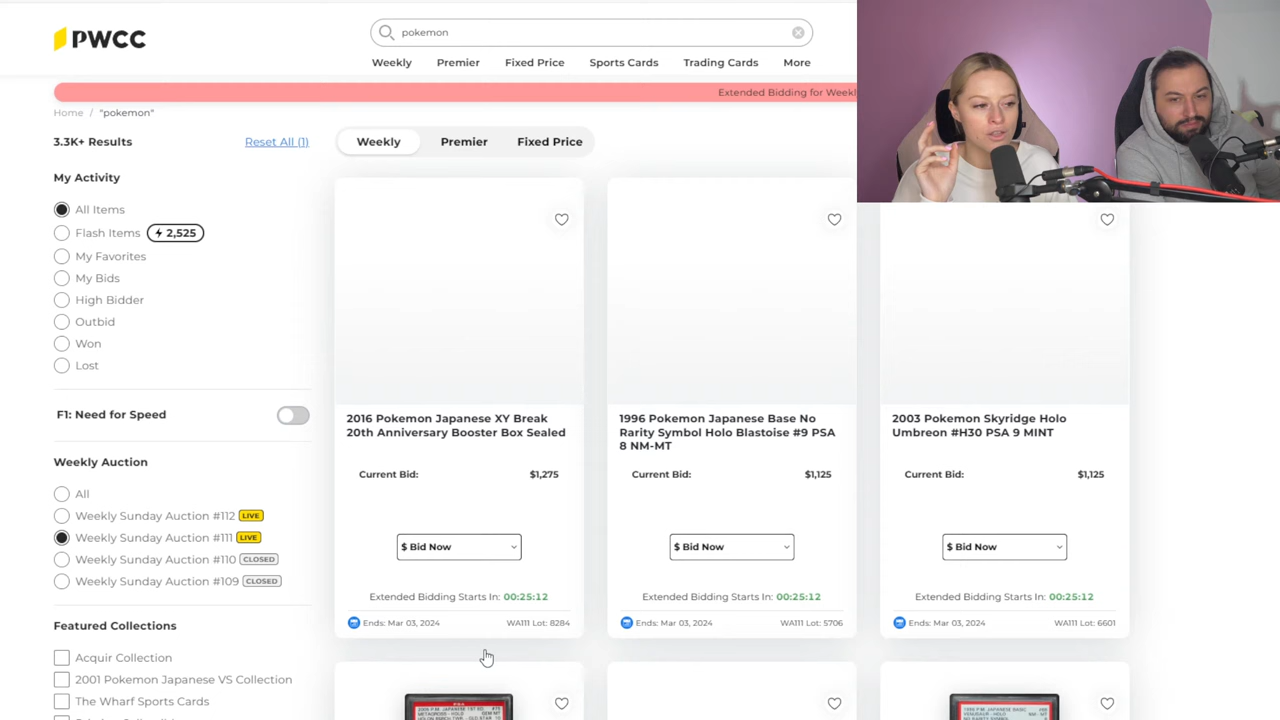 PWCC
pokemon
Weekly Premier Fixed Price Sports Cards Trading Cards More
Extended Bidding for Weekl
Home / "pokemon"
3.3K+ Results Reset All (1)
Weekly Premier Fixed Price
My Activity
All Items
Flash Items 2,525
My Favorites
My Bids
High Bidder
Outbid
Won
Lost
F1: Need for Speed
Weekly Auction
All
Weekly Sunday Auction #112 LIVE
Weekly Sunday Auction #111 LIVE
Weekly Sunday Auction #110 CLOSED
Weekly Sunday Auction #109 CLOSED
Featured Collections
Acquir Collection
2001 Pokemon Japanese VS Collection
The Wharf Sports Cards
2016 Pokemon Japanese XY Break
20th Anniversary Booster Box Sealed
Current Bid: $1,275
$ Bid Now
Extended Bidding Starts In: 00:25:12
Ends: Mar 03, 2024 WA111 Lot: 8284
1996 Pokemon Japanese Base No
Rarity Symbol Holo Blastoise #9 PSA
8 NM-MT
Current Bid: $1,125
$ Bid Now
Extended Bidding Starts In: 00:25:12
Ends: Mar 03, 2024 WA111 Lot: 5706
2003 Pokemon Skyridge Holo
Umbreon #H30 PSA 9 MINT
Current Bid: $1,125
$ Bid Now
Extended Bidding Starts In: 00:25:12
Ends: Mar 03, 2024 WA111 Lot: 6601